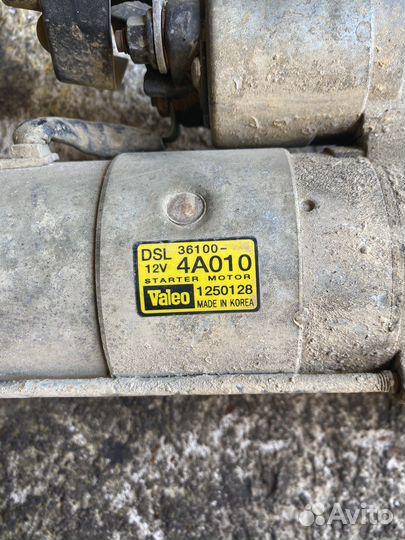 DSL 36100-
12V 4A010
STARTER MOTOR
Valeo 1250128
MADE IN KOREA
Avito